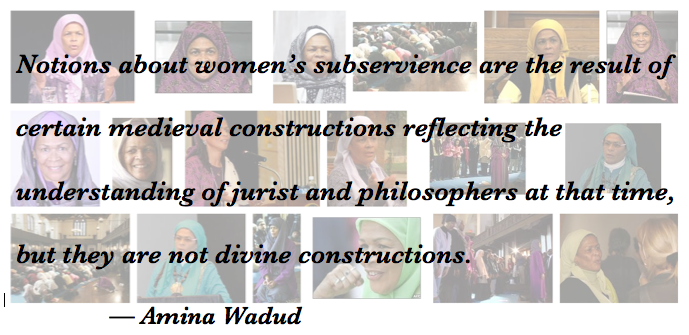 Notions about women’s subservience are the result of
certain medieval constructions reflecting the
understanding of jurist and philosophers at that time,
but they are not divine constructions.
— Amina Wadud